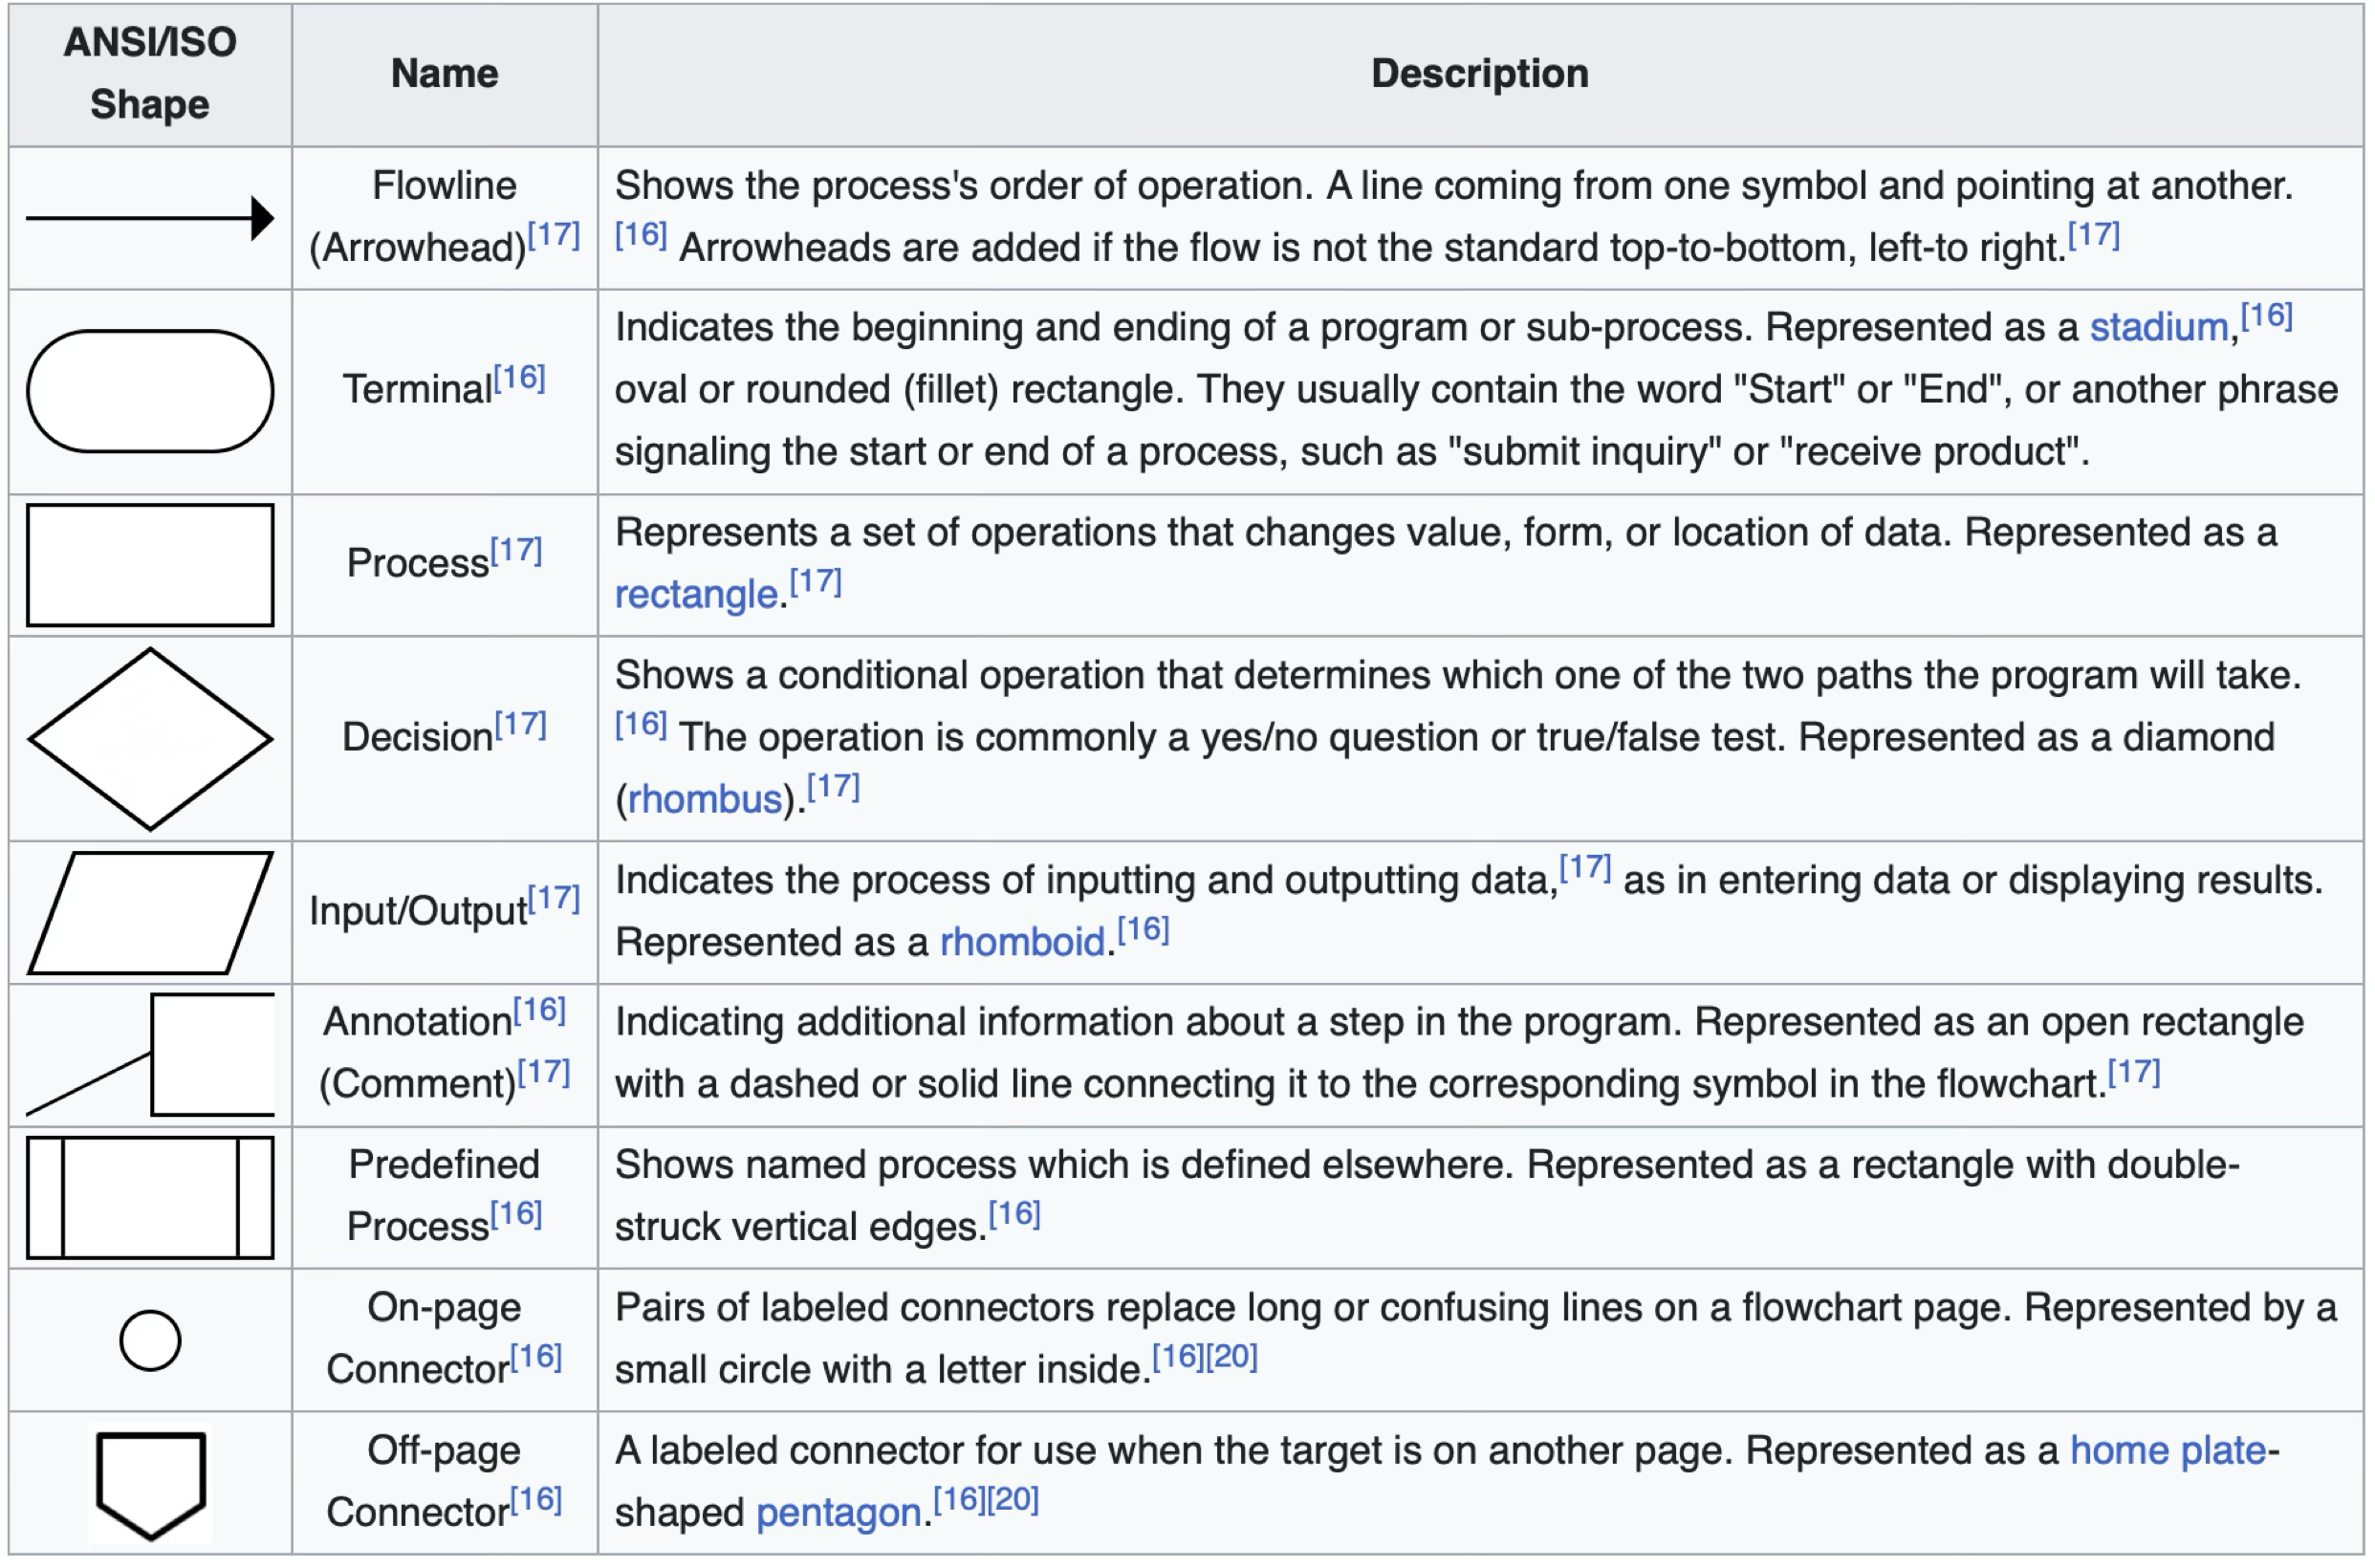 ANSI/ISO
Shape
Name
Description
Flowline
(Arrowhead)[17]
Shows the process's order of operation. A line coming from one symbol and pointing at another.
[16] Arrowheads are added if the flow is not the standard top-to-bottom, left-to right.[17]
Terminal[16]
Indicates the beginning and ending of a program or sub-process. Represented as a stadium,[16]
oval or rounded (fillet) rectangle. They usually contain the word "Start" or "End", or another phrase
signaling the start or end of a process, such as "submit inquiry" or "receive product".
Process[17]
Represents a set of operations that changes value, form, or location of data. Represented as a
rectangle.[17]
Decision[17]
Shows a conditional operation that determines which one of the two paths the program will take.
[16] The operation is commonly a yes/no question or true/false test. Represented as a diamond
(rhombus).[17]
Input/Output[17]
Indicates the process of inputting and outputting data,[17] as in entering data or displaying results.
Represented as a rhomboid.[16]
Annotation[16]
(Comment)[17]
Indicating additional information about a step in the program. Represented as an open rectangle
with a dashed or solid line connecting it to the corresponding symbol in the flowchart.[17]
Predefined
Process[16]
Shows named process which is defined elsewhere. Represented as a rectangle with double-
struck vertical edges.[16]
On-page
Connector[16]
Pairs of labeled connectors replace long or confusing lines on a flowchart page. Represented by a
small circle with a letter inside.[16][20]
Off-page
Connector[16]
A labeled connector for use when the target is on another page. Represented as a home plate-
shaped pentagon.[16][20]